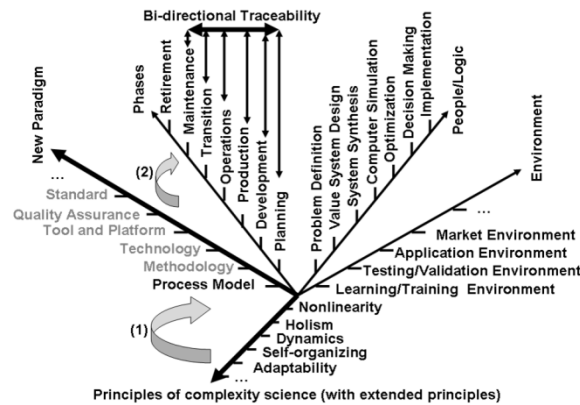 Bi-directional Traceability
New Paradigm
...
Standard
Quality Assurance
Tool and Platform
Technology
Methodology
Process Model
(2)
Phases
Retirement
Maintenance
Transition
Operations
Production
Development
Planning
Problem Definition
Value System Design
System Synthesis
Computer Simulation
Optimization
Decision Making
Implementation
People/Logic
Environment
...
Market Environment
Application Environment
Testing/Validation Environment
Learning/Training Environment
(1)
Nonlinearity
Holism
Dynamics
Self-organizing
Adaptability
...
Principles of complexity science (with extended principles)